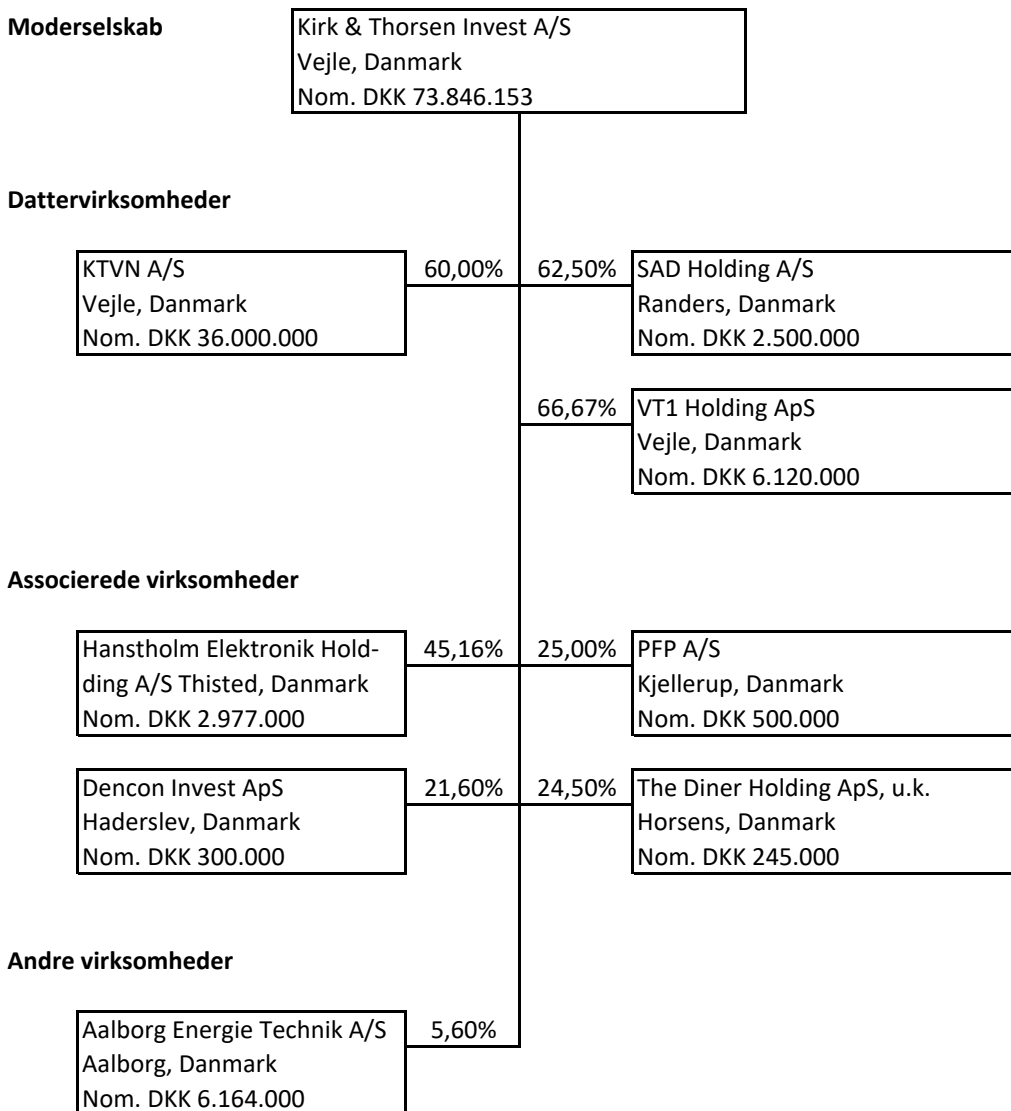 Moderselskab
Kirk & Thorsen Invest A/S
Vejle, Danmark
Nom. DKK 73.846.153
Dattervirksomheder
KTVN A/S
Vejle, Danmark
Nom. DKK 36.000.000
60,00%
62,50%
SAD Holding A/S
Randers, Danmark
Nom. DKK 2.500.000
66,67%
VT1 Holding ApS
Vejle, Danmark
Nom. DKK 6.120.000
Associerede virksomheder
Hanstholm Elektronik Hold-
ding A/S Thisted, Danmark
Nom. DKK 2.977.000
45,16%
25,00%
PFP A/S
Kjellerup, Danmark
Nom. DKK 500.000
Dencon Invest ApS
Haderslev, Danmark
Nom. DKK 300.000
21,60%
24,50%
The Diner Holding ApS, u.k.
Horsens, Danmark
Nom. DKK 245.000
Andre virksomheder
Aalborg Energie Technik A/S
Aalborg, Danmark
Nom. DKK 6.164.000
5,60%